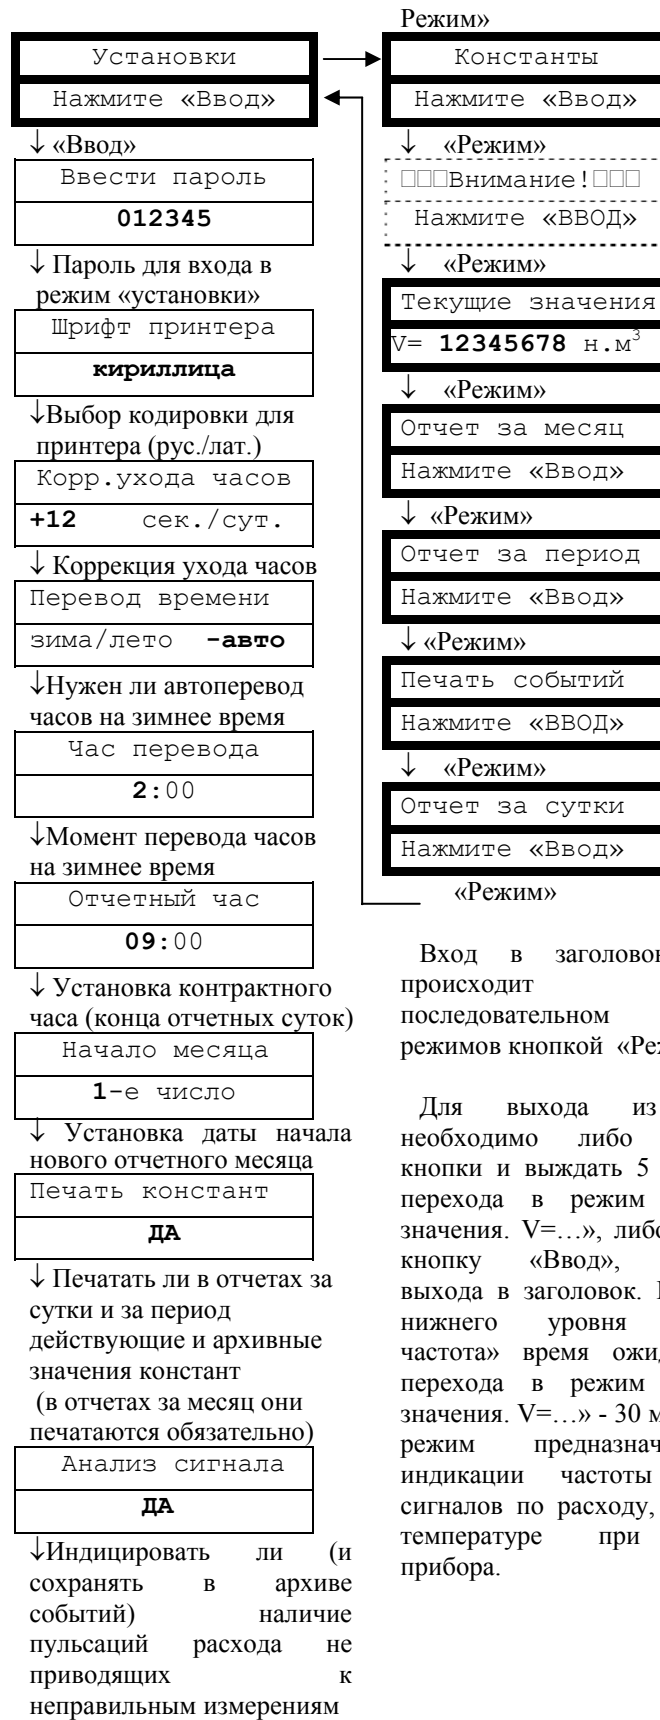 Установки
Нажмите «Ввод»
↓ «Ввод»
Ввести пароль
012345
↓ Пароль для входа в
режим «установки»
Шрифт принтера
кириллица
↓Выбор кодировки для
принтера (рус./лат.)
Корр.ухода часов
+12 сек./сут.
↓ Коррекция ухода часов
Перевод времени
зима/лето -авто
↓Нужен ли автоперевод
часов на зимнее время
Час перевода
2:00
↓Момент перевода часов
на зимнее время
Отчетный час
09:00
↓ Установка контрактного
часа (конца отчетных суток)
Начало месяца
1-е число
↓ Установка даты начала
нового отчетного месяца
Печать констант
ДА
↓ Печатать ли в отчетах за
сутки и за период
действующие и архивные
значения констант
(в отчетах за месяц они
печатаются обязательно)
Анализ сигнала
ДА
↓Индицировать ли (и
сохранять в архиве
событий) наличие
пульсаций расхода не
приводящих к
неправильным измерениям
Режим»
Константы
Нажмите «Ввод»
↓ «Режим»
□□□Внимание!□□□
Нажмите «ВВОД»
↓ «Режим»
Текущие значения
V= 12345678 н.м³
↓ «Режим»
Отчет за месяц
Нажмите «Ввод»
↓ «Режим»
Отчет за период
Нажмите «Ввод»
↓ «Режим»
Печать событий
Нажмите «ВВОД»
↓ «Режим»
Отчет за сутки
Нажмите «Ввод»
«Режим»
Вход в заголово
происходит
последовательном
режимов кнопкой «Ре
Для выхода из
необходимо либо
кнопки и выждать 5
перехода в режим
значения. V=…», либо
кнопку «Ввод»,
выхода в заголовок.
нижнего уровня
частота» время ожи
перехода в режим
значения. V=…» - 30 м
режим предназнач
индикации частоты
сигналов по расходу,
температуре при
прибора.